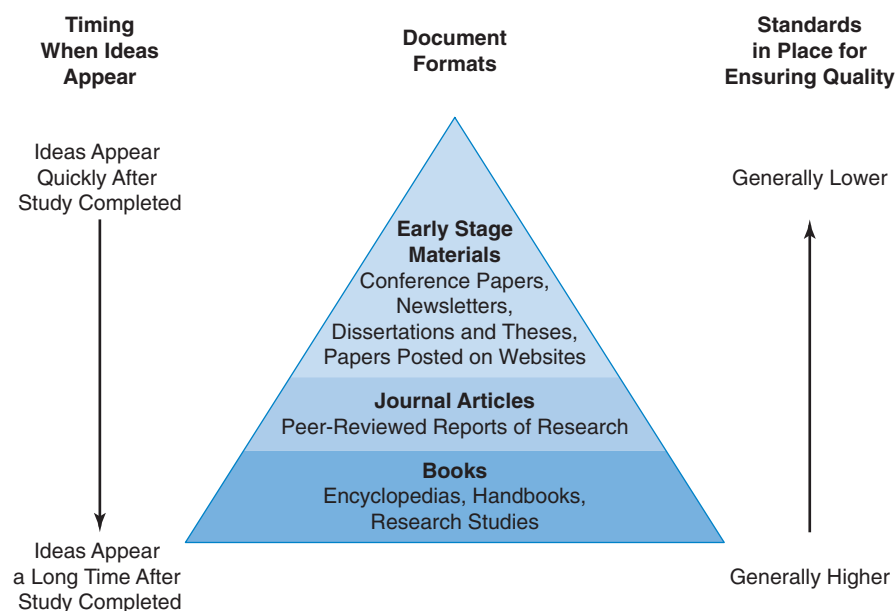 Timing
When Ideas
Appear
Document
Formats
Standards
in Place for
Ensuring Quality
Ideas Appear
Quickly After
Study Completed
Generally Lower
Early Stage
Materials
Conference Papers,
Newsletters,
Dissertations and Theses,
Papers Posted on Websites
Journal Articles
Peer-Reviewed Reports of Research
Books
Encyclopedias, Handbooks,
Research Studies
Ideas Appear
a Long Time After
Study Completed
Generally Higher